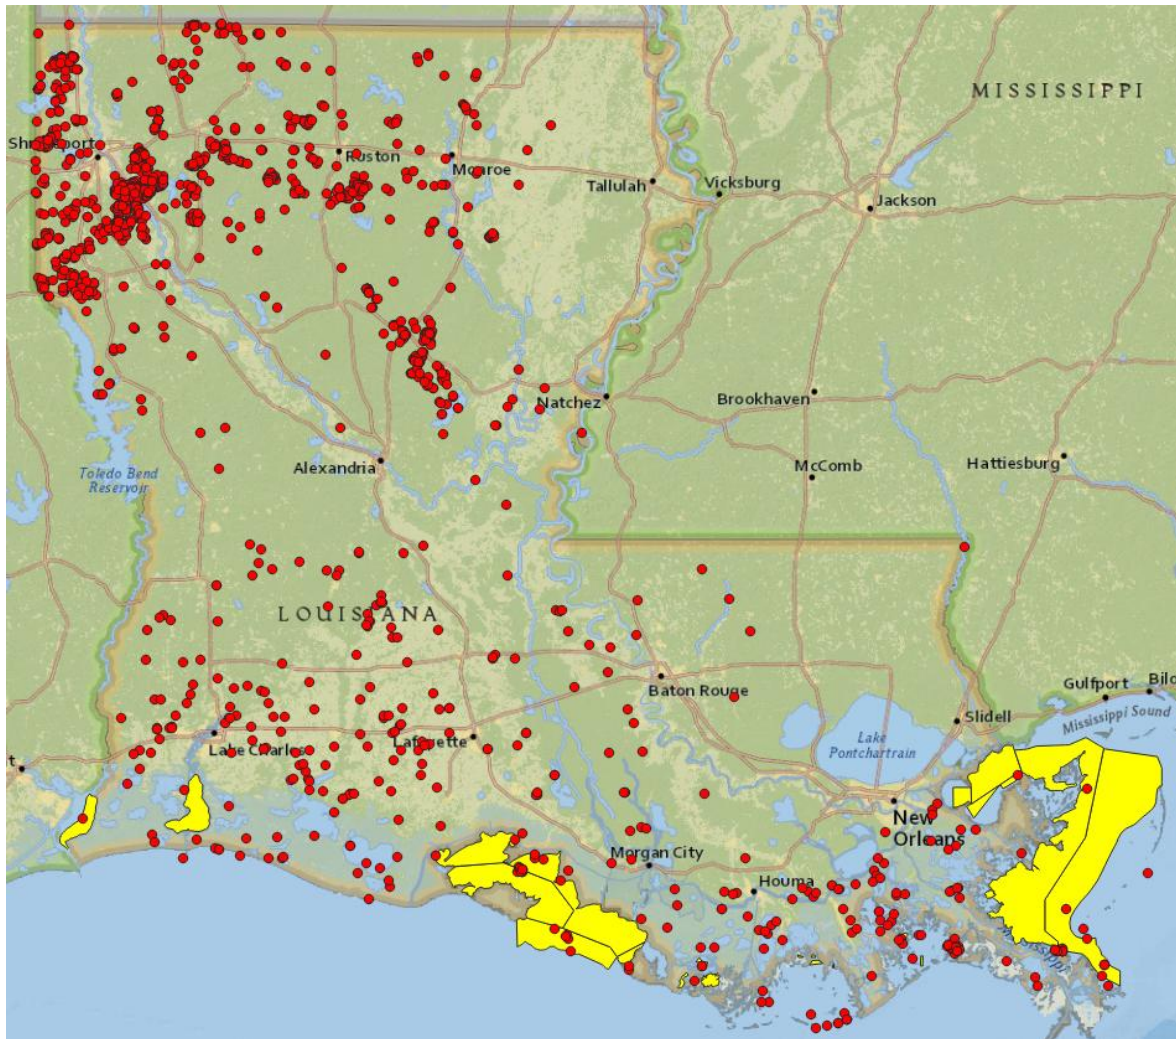 MISSISSIPPI
Ruston
Monroe
Tallulah
Vicksburg
Jackson
Natchez
Brookhaven
Alexandria
McComb
Hattiesburg
Toledo Bend
Reservoir
LOUISIANA
Baton Rouge
Gulfport
Slidell
Mississippi Sound
Lake
Pontchartrain
Lake Charles
Lafayette
New
Orleans
Morgan City
Houma
Mississippi